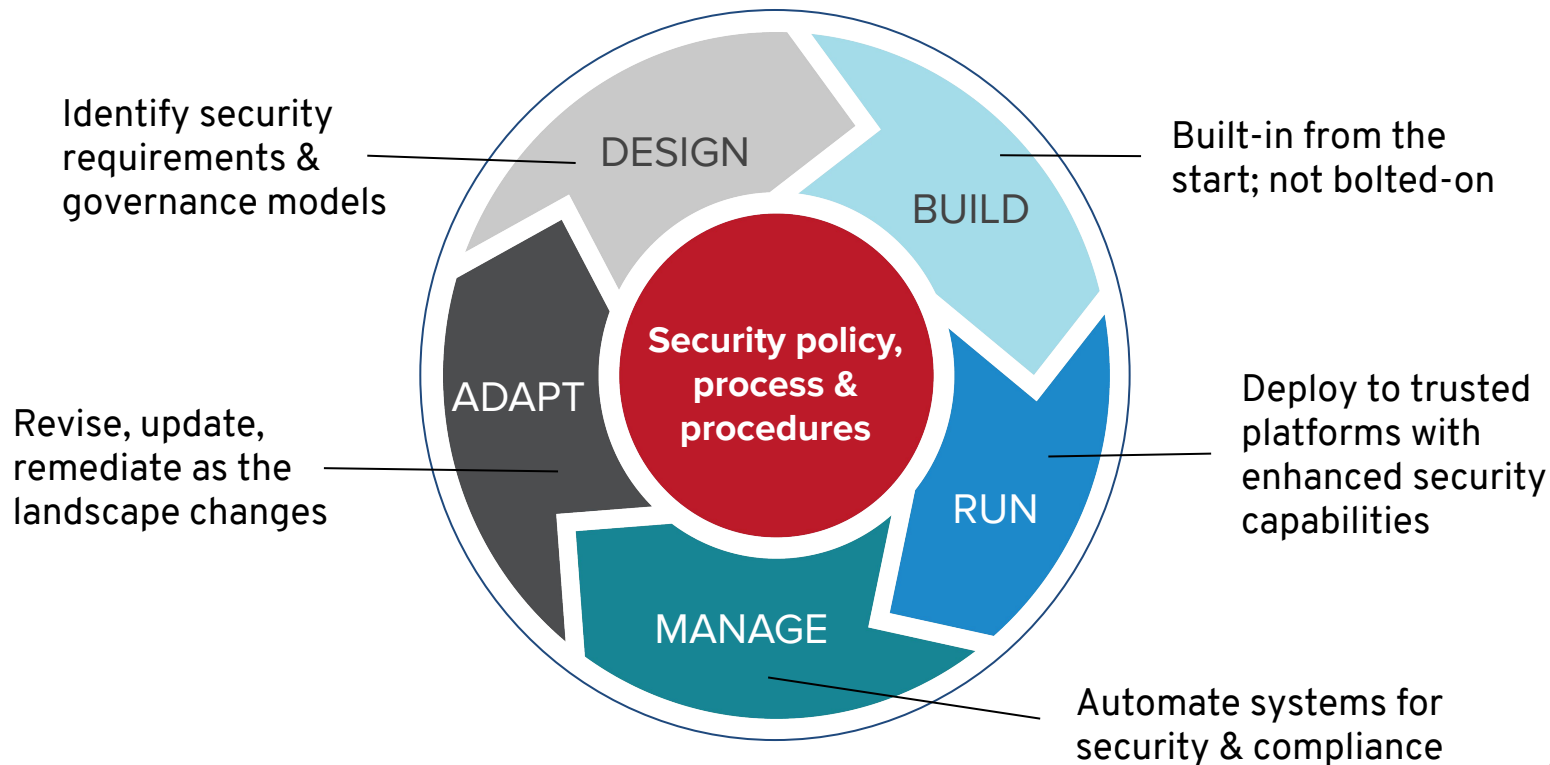 Identify security
requirements &
governance models
DESIGN
BUILD
Built-in from the
start; not bolted-on
Security policy,
process &
procedures
ADAPT
Revise, update,
remediate as the
landscape changes
RUN
Deploy to trusted
platforms with
enhanced security
capabilities
MANAGE
Automate systems for
security & compliance